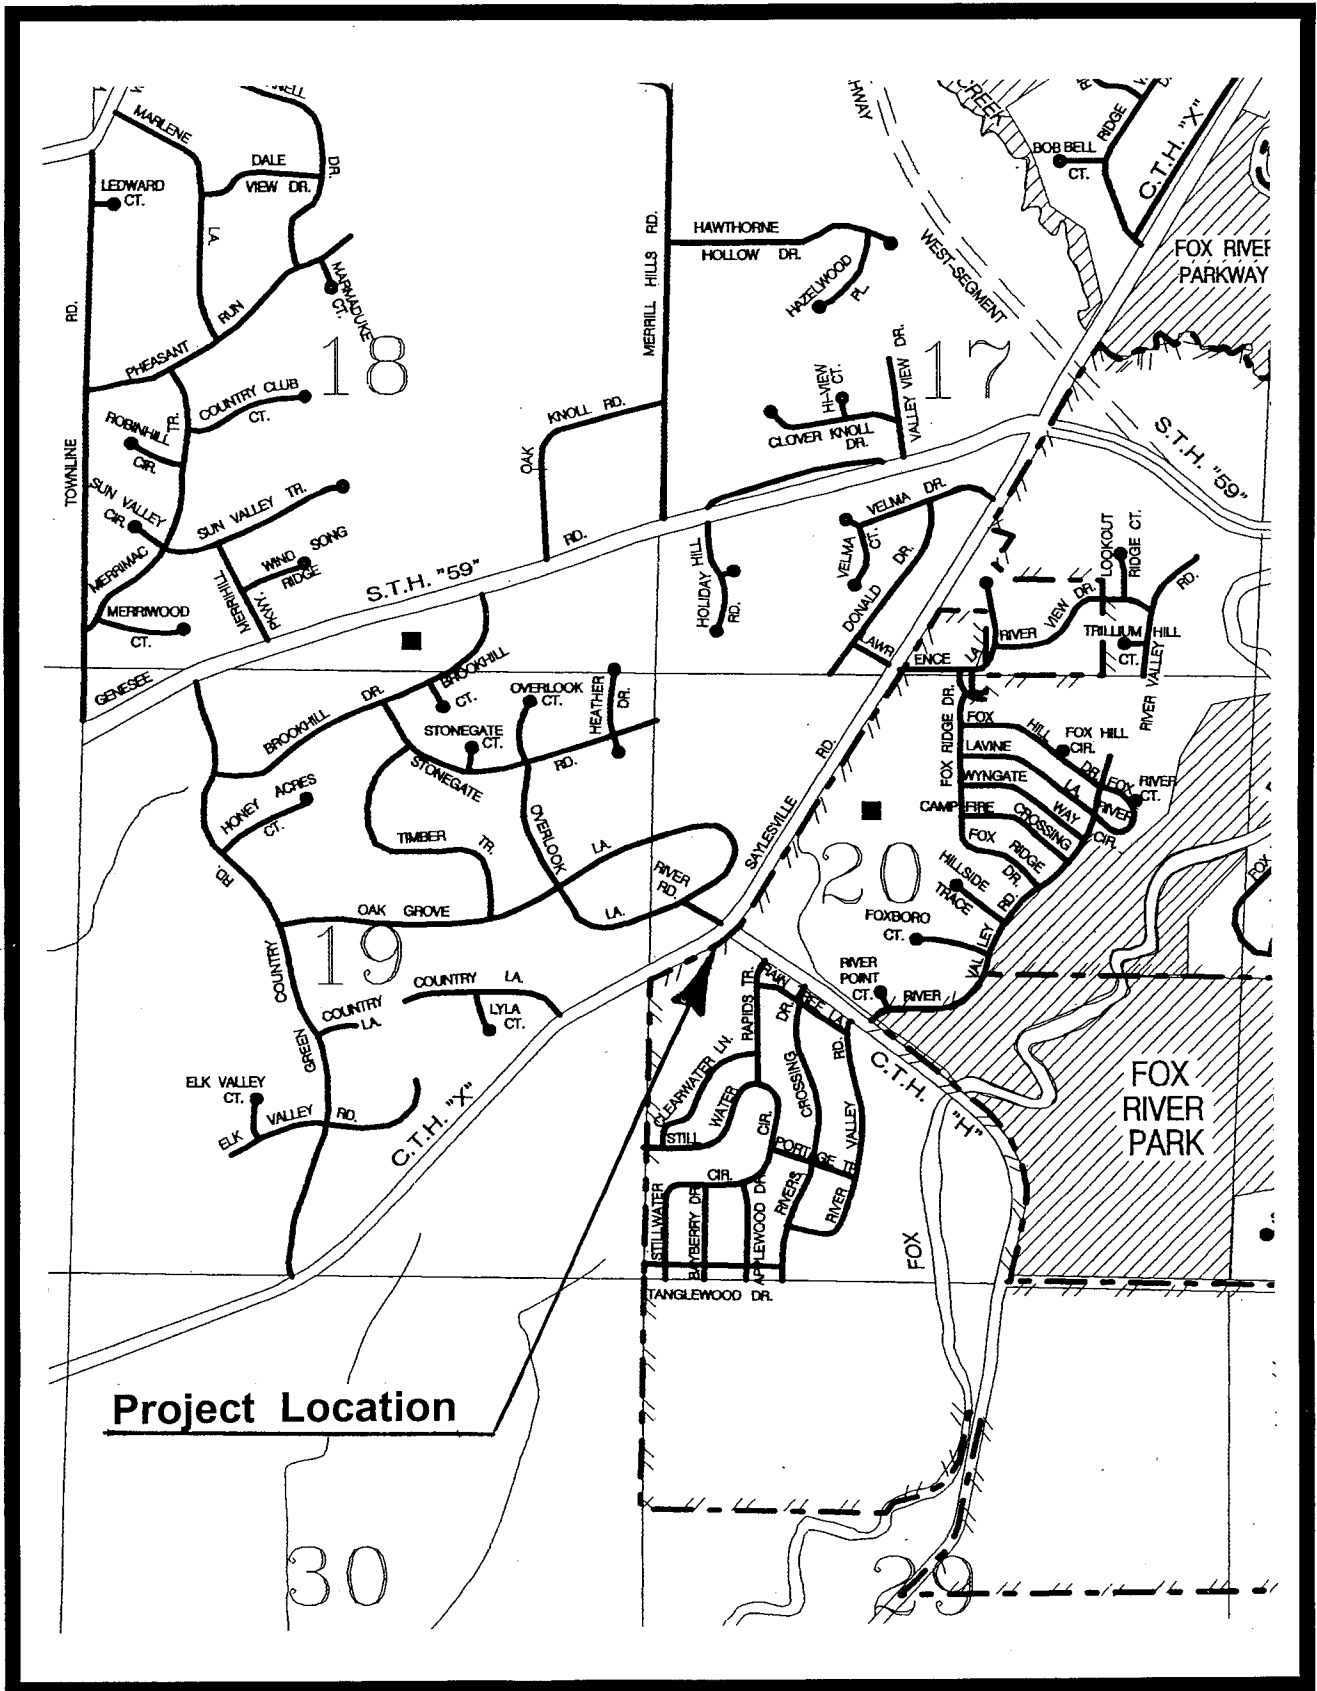 MARLENE
LA.
DALE
VIEW DR.
DR.
LEDWARD
CT.
RD.
TOWNLINE
MARMADUKE
CT.
PHEASANT
RUN
18
COUNTRY CLUB
CT.
ROBINHILL
CIR.
TR.
SUN VALLEY
CIR.
SUN VALLEY TR.
WIND SONG
RIDGE
MERRIMAC
MERRIHILL
PKWY.
MERRIWOOD
CT.
GENESEE
S.T.H. "59"
RD.
OAK
KNOLL RD.
MERRILL HILLS RD.
HAWTHORNE
HOLLOW DR.
HAZELWOOD
PL.
HWAY
WEST-SEGMENT
CREEK
BOB BELL
CT.
RIDGE
C.T.H. "X"
FOX RIVER
PARKWAY
17
HI-VIEW
CT.
VALLEY VIEW DR.
CLOVER KNOLL
DR.
S.T.H. "59"
VELMA DR.
VELMA
CT.
DONALD
DR.
HOLIDAY HILL
RD.
LAWR
ENCE
LA.
RIVER
VIEW DR.
LOOKOUT
RIDGE CT.
TRILLIUM HILL
CT.
RIVER VALLEY
RD.
BROOKHILL
DR.
BROOKHILL
CT.
OVERLOOK
CT.
HEATHER
DR.
STONEGATE
CT.
STONEGATE
RD.
HONEY ACRES
CT.
TIMBER
TR.
OVERLOOK
LA.
RIVER
RD.
LA.
OAK GROVE
SAYLESVILLE
RD.
FOX RIDGE DR.
FOX
HILL
DR.
FOX HILL
CIR.
FOX RIVER
CT.
LAVINE
LA.
RIVER
CIR.
WYNGATE
WAY
CAMPFIRE
CROSSING
FOX
RIDGE
DR.
20
HILLSIDE
TRACE
FOXBORO
CT.
RIVER
POINT
CT.
RIVER
VALLEY
RD.
FOX
RD.
COUNTRY
GREEN
19
COUNTRY LA.
COUNTRY
LA.
LYLA
CT.
ELK VALLEY
CT.
ELK
VALLEY
RD.
C.T.H. "X"
RAIN TREE LA.
RAPIDS TR.
DR.
CROSSING
RD.
VALLEY
CLEARWATER LN.
STILL
WATER
CIR.
PORTAGE TR.
CIR.
STILLWATER
BAYBERRY DR.
APPLEWOOD DR.
RIVERS
RIVER
TANGLEWOOD DR.
C.T.H.
"H"
FOX
RIVER
PARK
FOX
Project Location
30
29